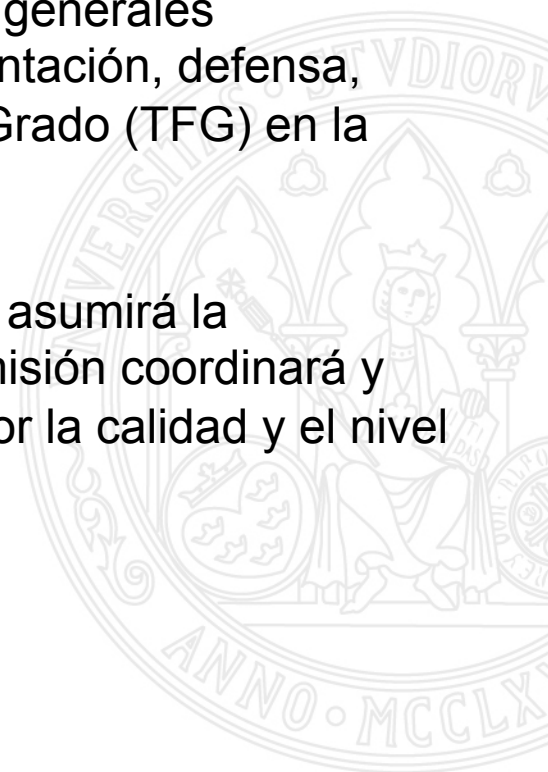 generales
ntación, defensa,
Grado (TFG) en la
asumirá la
misión coordinará y
or la calidad y el nivel
VNIVERSITAS STVDIORV
ANNO MCCLX